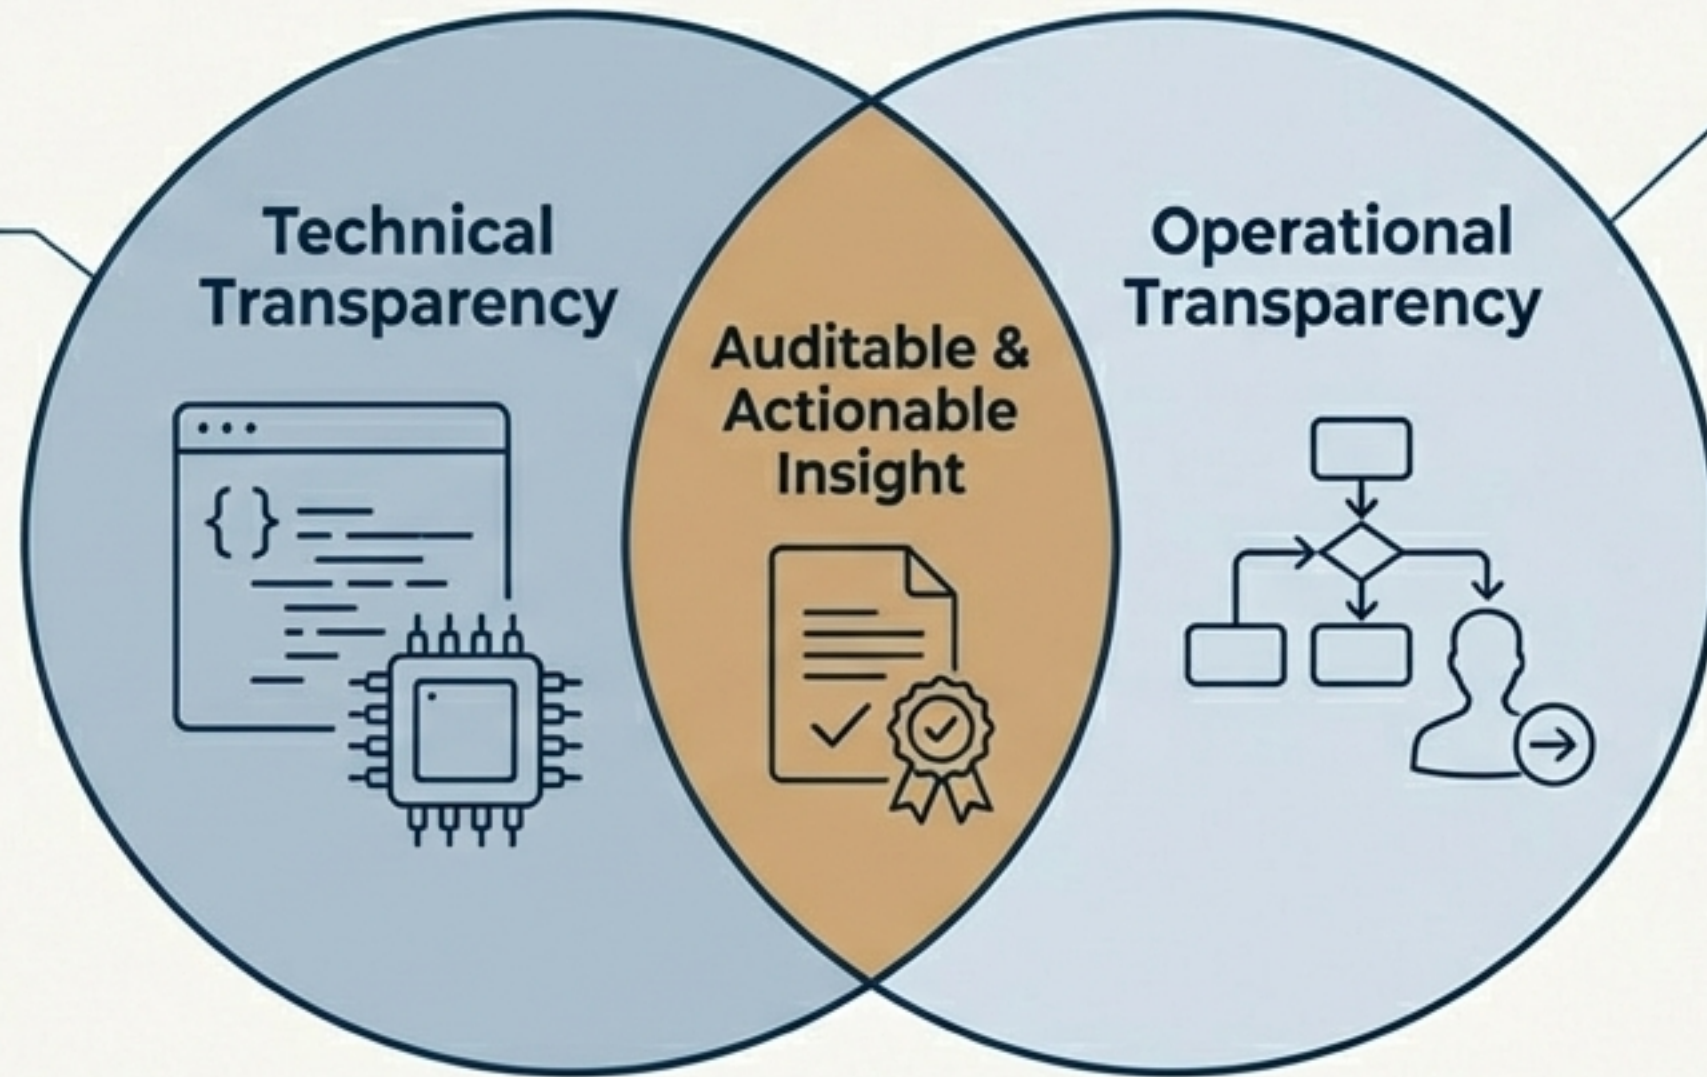 Technical
Transparency
Auditable &
Actionable
Insight
Operational
Transparency
{ }